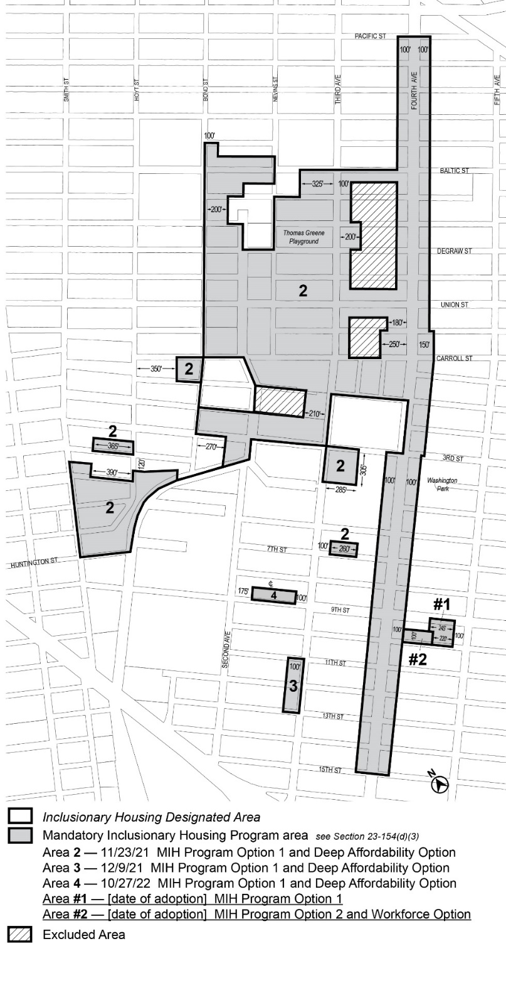 PACIFIC ST
100' 100'
SMITH ST
HOYT ST
BOND ST
NEVINS ST
THIRD AVE
FOURTH AVE
FIFTH AVE
100'
BALTIC ST
325' 100'
200'
Thomas Greene
Playground
200'
DEGRAW ST
2
UNION ST
180'
250' 150'
CARROLL ST
350' 2
210'
2
365'
270'
3RD ST
390' 120'
2 305'
285'
100' 100'
Washington
Park
2
2
100' 260'
7TH ST
HUNTINGTON ST
℄
175' 4 100'
9TH ST
#1
245'
100' 100' 220' 100'
#2
SECOND AVE
11TH ST
100'
3
13TH ST
15TH ST
N
Inclusionary Housing Designated Area
Mandatory Inclusionary Housing Program area see Section 23-154(d)(3)
Area 2 — 11/23/21 MIH Program Option 1 and Deep Affordability Option
Area 3 — 12/9/21 MIH Program Option 1 and Deep Affordability Option
Area 4 — 10/27/22 MIH Program Option 1 and Deep Affordability Option
Area #1 — [date of adoption] MIH Program Option 1
Area #2 — [date of adoption] MIH Program Option 2 and Workforce Option
Excluded Area